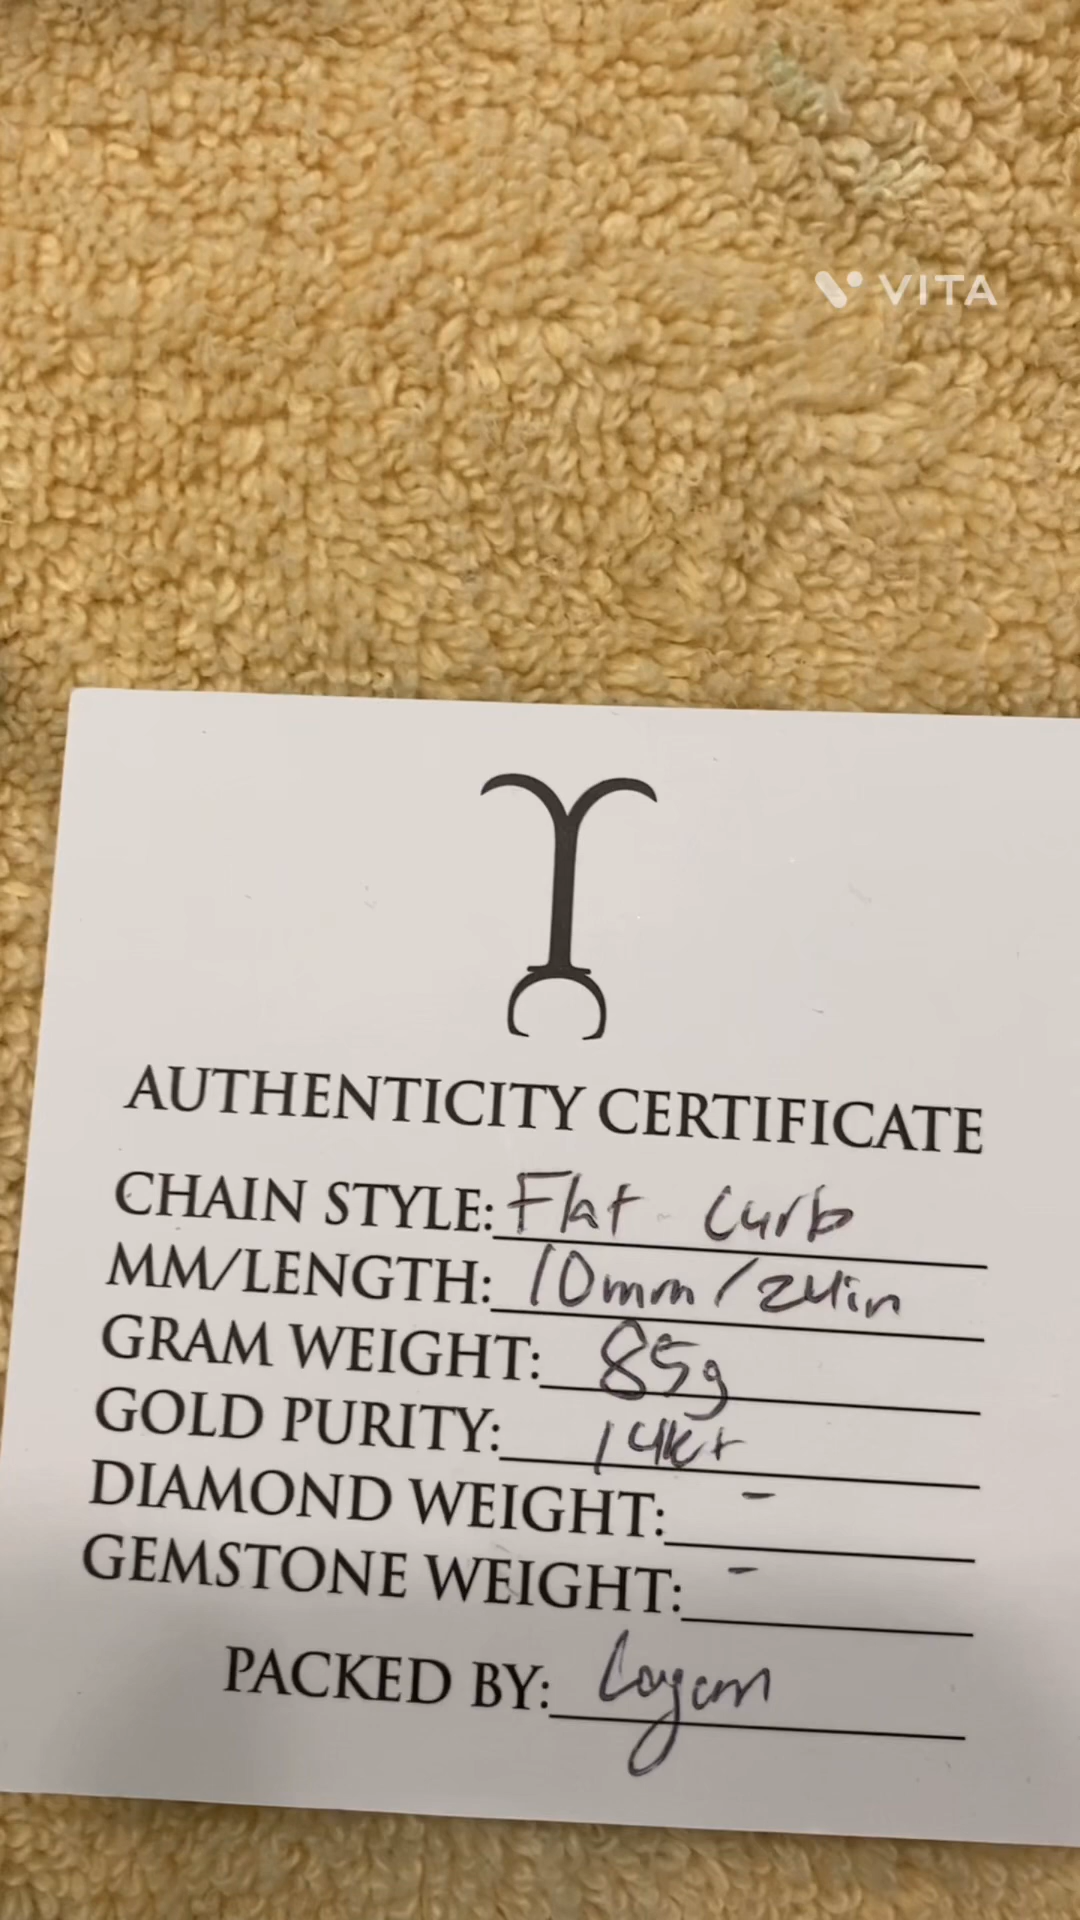 VITA
AUTHENTICITY CERTIFICATE
CHAIN STYLE: Flat Curb
MM/LENGTH: 10mm/24in
GRAM WEIGHT: 85g
GOLD PURITY: 14kt
DIAMOND WEIGHT: -
GEMSTONE WEIGHT: -
PACKED BY: Logan